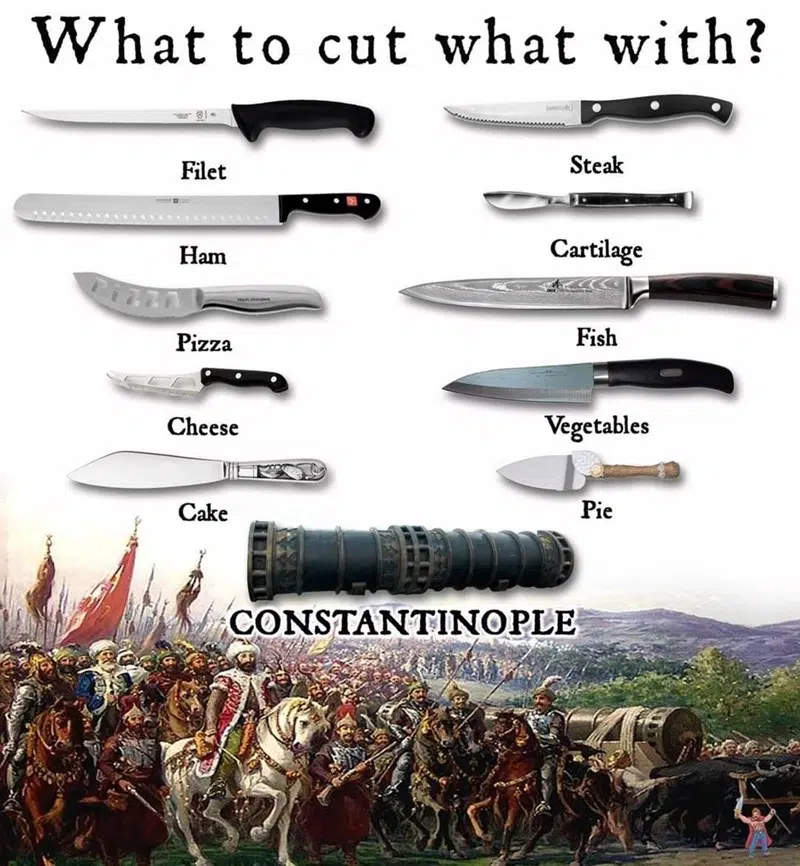 What to cut what with?
Filet
Steak
Ham
Cartilage
Pizza
Fish
Cheese
Vegetables
Cake
Pie
CONSTANTINOPLE